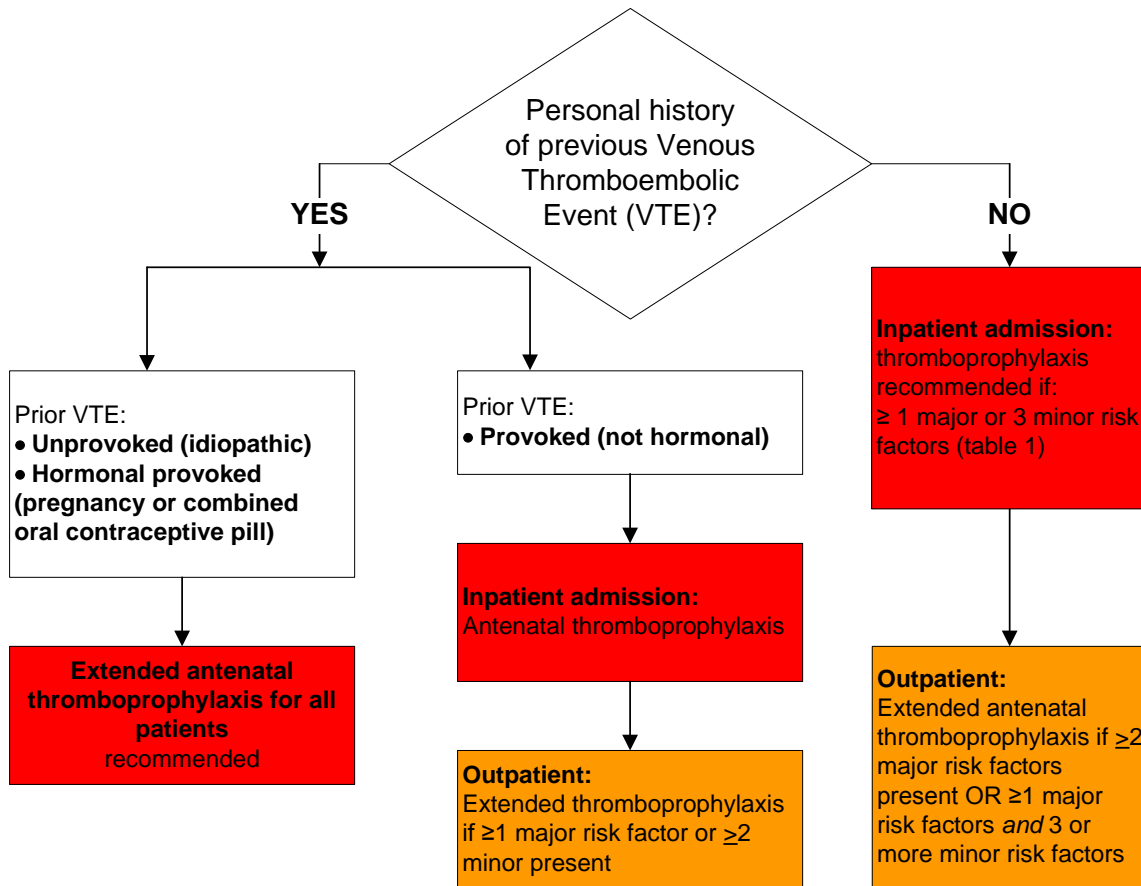 Personal history
of previous Venous
Thromboembolic
Event (VTE)?
YES
NO
Prior VTE:
• Unprovoked (idiopathic)
• Hormonal provoked
(pregnancy or combined
oral contraceptive pill)
Extended antenatal
thromboprophylaxis for all
patients
recommended
Prior VTE:
• Provoked (not hormonal)
Inpatient admission:
Antenatal thromboprophylaxis
Outpatient:
Extended thromboprophylaxis
if ≥1 major risk factor or ≥2
minor present
Inpatient admission:
thromboprophylaxis
recommended if:
≥ 1 major or 3 minor risk
factors (table 1)
Outpatient:
Extended antenatal
thromboprophylaxis if ≥2
major risk factors
present OR ≥1 major
risk factors and 3 or
more minor risk factors